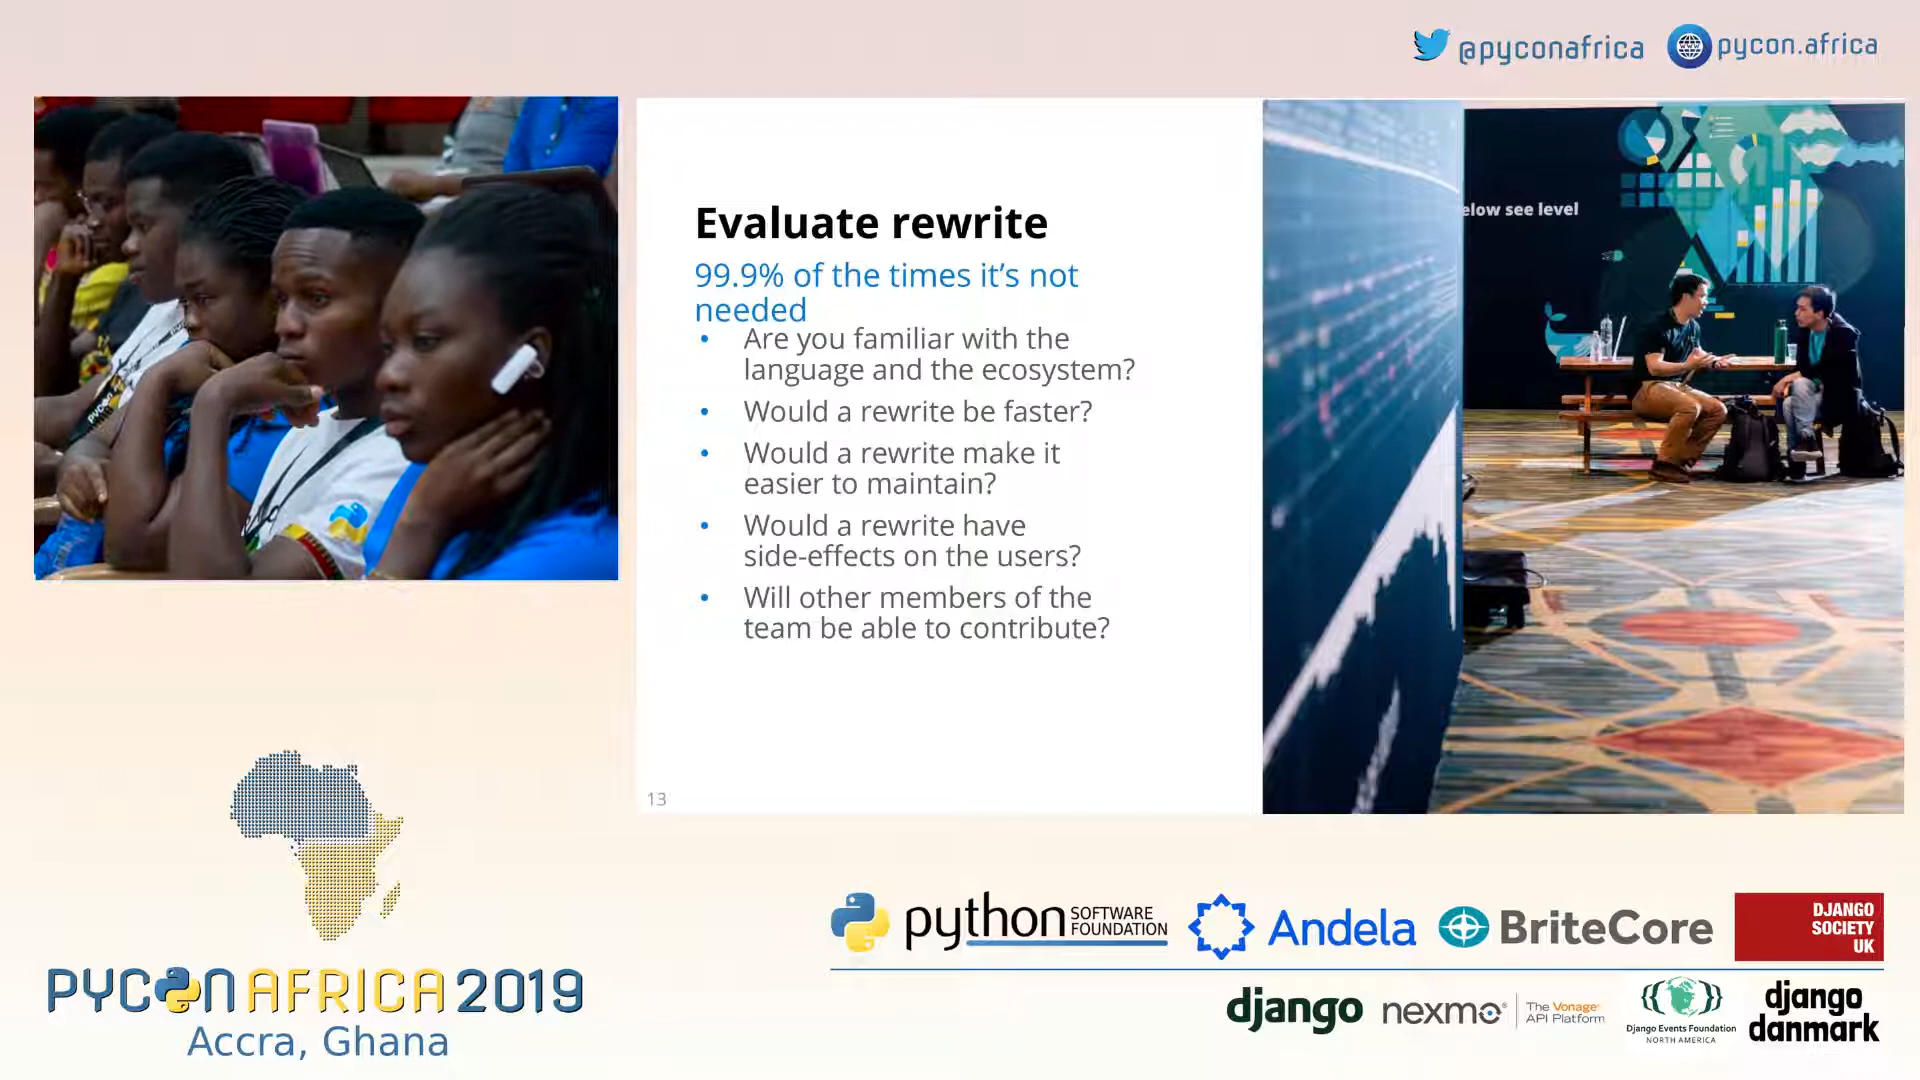 @pyconafrica
pycon.africa
Evaluate rewrite
99.9% of the times it’s not
needed
• Are you familiar with the
language and the ecosystem?
• Would a rewrite be faster?
• Would a rewrite make it
easier to maintain?
• Would a rewrite have
side-effects on the users?
• Will other members of the
team be able to contribute?
13
elow see level
PYCON AFRICA 2019
Accra, Ghana
python SOFTWARE
FOUNDATION
Andela
BriteCore
DJANGO
SOCIETY
UK
django
nexmo
The Vonage
API Platform
Django Events Foundation
NORTH AMERICA
django
danmark